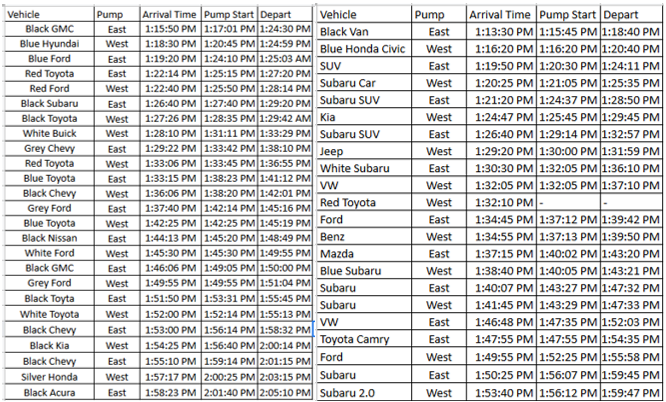 Vehicle Pump Arrival Time Pump Start Depart
Black GMC East 1:15:50 PM 1:17:01 PM 1:24:30 PM
Blue Hyundai West 1:18:30 PM 1:20:45 PM 1:24:59 PM
Blue Ford East 1:19:20 PM 1:24:10 PM 1:25:03 AM
Red Toyota East 1:22:14 PM 1:25:15 PM 1:27:20 PM
Red Ford West 1:22:40 PM 1:25:50 PM 1:28:14 PM
Black Subaru East 1:26:40 PM 1:27:40 PM 1:29:20 PM
Black Toyota West 1:27:26 PM 1:28:35 PM 1:29:42 AM
White Buick West 1:28:10 PM 1:31:11 PM 1:33:29 PM
Grey Chevy East 1:29:22 PM 1:33:42 PM 1:38:10 PM
Red Toyota West 1:33:06 PM 1:33:45 PM 1:36:55 PM
Blue Toyota East 1:33:15 PM 1:38:23 PM 1:41:12 PM
Black Chevy West 1:36:06 PM 1:38:20 PM 1:42:01 PM
Grey Ford East 1:37:40 PM 1:42:14 PM 1:45:16 PM
Blue Toyota West 1:42:25 PM 1:42:25 PM 1:45:19 PM
Black Nissan East 1:44:13 PM 1:45:20 PM 1:48:49 PM
White Ford West 1:45:30 PM 1:45:30 PM 1:49:55 PM
Black GMC East 1:46:06 PM 1:49:05 PM 1:50:00 PM
Grey Ford West 1:49:55 PM 1:49:55 PM 1:51:04 PM
Black Toyta East 1:51:50 PM 1:53:31 PM 1:55:45 PM
White Toyota West 1:52:00 PM 1:52:14 PM 1:55:13 PM
Black Chevy East 1:53:00 PM 1:56:14 PM 1:58:32 PM
Black Kia West 1:54:25 PM 1:56:40 PM 2:00:14 PM
Black Chevy East 1:55:10 PM 1:59:14 PM 2:01:15 PM
Silver Honda West 1:57:17 PM 2:00:25 PM 2:03:15 PM
Black Acura East 1:58:23 PM 2:01:40 PM 2:05:10 PM
Vehicle Pump Arrival Time Pump Start Depart
Black Van East 1:13:30 PM 1:15:45 PM 1:18:40 PM
Blue Honda Civic West 1:16:20 PM 1:16:20 PM 1:20:40 PM
SUV East 1:19:50 PM 1:20:30 PM 1:24:11 PM
Subaru Car West 1:20:25 PM 1:21:05 PM 1:25:35 PM
Subaru SUV East 1:21:20 PM 1:24:37 PM 1:28:50 PM
Kia West 1:24:47 PM 1:25:45 PM 1:29:45 PM
Subaru SUV East 1:26:40 PM 1:29:14 PM 1:32:57 PM
Jeep West 1:29:20 PM 1:30:00 PM 1:31:59 PM
White Subaru East 1:30:30 PM 1:32:05 PM 1:36:10 PM
VW West 1:32:05 PM 1:32:05 PM 1:37:10 PM
Red Toyota West 1:32:10 PM - -
Ford East 1:34:45 PM 1:37:12 PM 1:39:42 PM
Benz West 1:34:55 PM 1:37:13 PM 1:39:50 PM
Mazda East 1:37:15 PM 1:40:02 PM 1:43:20 PM
Blue Subaru West 1:38:40 PM 1:40:05 PM 1:43:21 PM
Subaru East 1:40:07 PM 1:43:27 PM 1:47:32 PM
Subaru West 1:41:45 PM 1:43:29 PM 1:47:33 PM
VW East 1:46:48 PM 1:47:35 PM 1:52:03 PM
Toyota Camry East 1:47:55 PM 1:47:55 PM 1:54:35 PM
Ford West 1:49:55 PM 1:52:25 PM 1:55:58 PM
Subaru East 1:50:25 PM 1:56:07 PM 1:59:45 PM
Subaru 2.0 West 1:53:40 PM 1:56:12 PM 1:59:47 PM